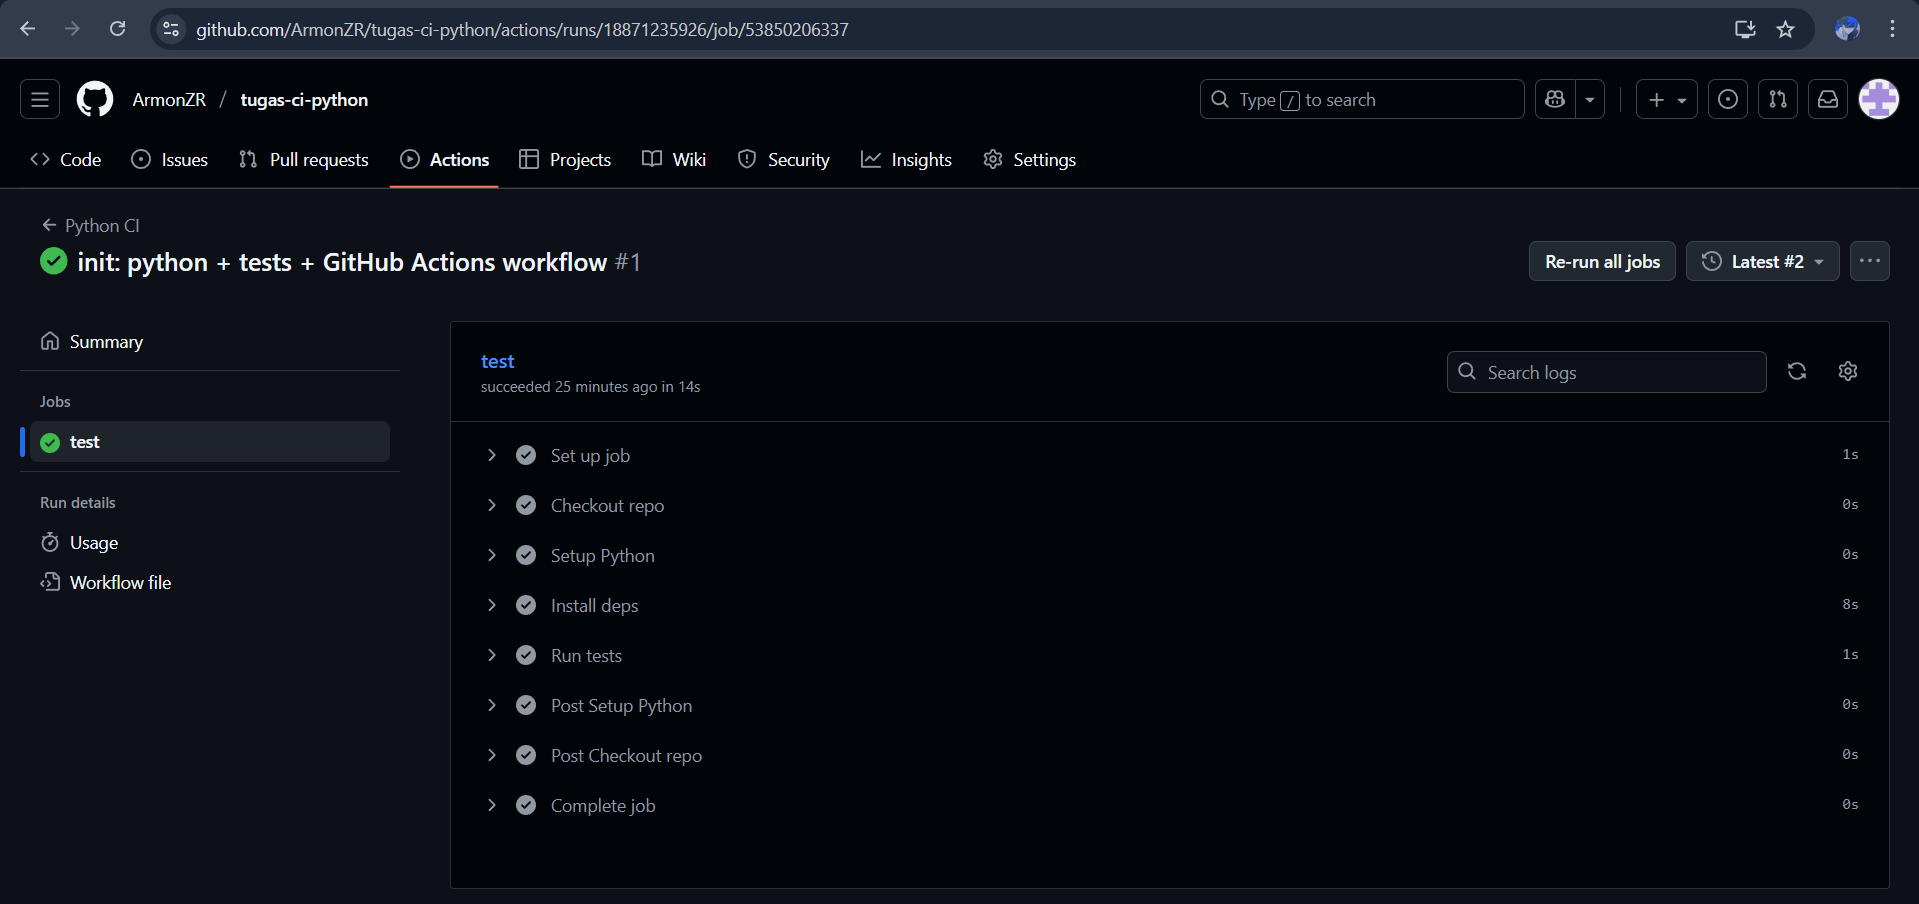 github.com/ArmonZR/tugas-ci-python/actions/runs/18871235926/job/53850206337
ArmonZR / tugas-ci-python
Type / to search
Code Issues Pull requests Actions Projects Wiki Security Insights Settings
Python CI
init: python + tests + GitHub Actions workflow #1
Re-run all jobs
Latest #2
Summary
Jobs
test
Run details
Usage
Workflow file
test
succeeded 25 minutes ago in 14s
Search logs
Set up job 1s
Checkout repo 0s
Setup Python 0s
Install deps 8s
Run tests 1s
Post Setup Python 0s
Post Checkout repo 0s
Complete job 0s